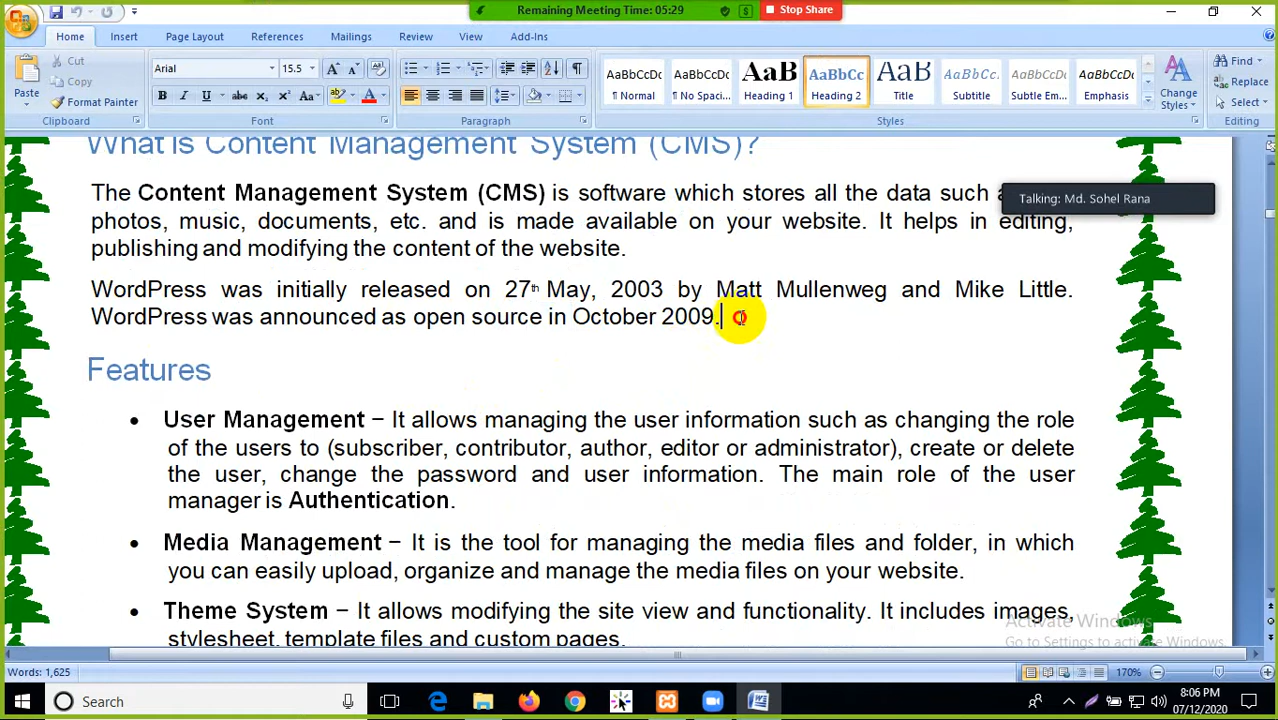 Remaining Meeting Time: 05:29
Stop Share
Home Insert Page Layout References Mailings Review View Add-Ins
Paste
Cut
Copy
Format Painter
Clipboard
Arial 15.5
Font
Paragraph
AaBbCcDc ¶ Normal
AaBbCcDc ¶ No Spaci...
AaB Heading 1
AaBbCc Heading 2
AaB Title
AaBbCc. Subtitle
AaBbCcDc Subtle Em...
AaBbCcDc Emphasis
Change Styles
Styles
Find
Replace
Select
Editing
What is Content Management System (CMS)?
The Content Management System (CMS) is software which stores all the data such
Talking: Md. Sohel Rana
photos, music, documents, etc. and is made available on your website. It helps in editing,
publishing and modifying the content of the website.
WordPress was initially released on 27th May, 2003 by Matt Mullenweg and Mike Little.
WordPress was announced as open source in October 2009.
Features
• User Management − It allows managing the user information such as changing the role
of the users to (subscriber, contributor, author, editor or administrator), create or delete
the user, change the password and user information. The main role of the user
manager is Authentication.
• Media Management − It is the tool for managing the media files and folder, in which
you can easily upload, organize and manage the media files on your website.
• Theme System − It allows modifying the site view and functionality. It includes images,
stylesheet, template files and custom pages.
Activate Windows
Go to Settings to activate Windows.
Words: 1,625
170%
Search
8:06 PM
07/12/2020